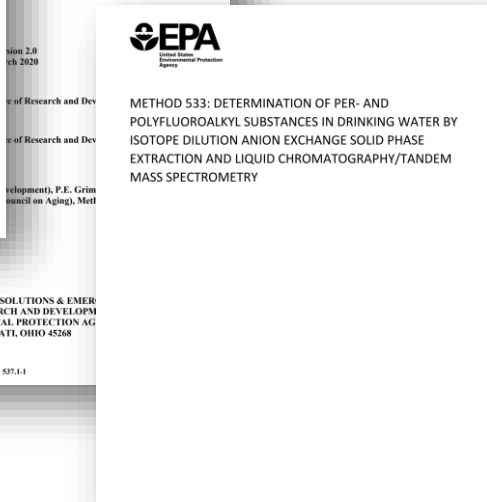 sion 2.0
rch 2020
e of Research and Dev
e of Research and Dev
velopment), P.E. Grim
ouncil on Aging), Meth
SOLUTIONS & EMER
RCH AND DEVELOPM
AL PROTECTION AG
ATI, OHIO 45268
537.1-1
EPA
United States
Environmental Protection
Agency
METHOD 533: DETERMINATION OF PER- AND
POLYFLUOROALKYL SUBSTANCES IN DRINKING WATER BY
ISOTOPE DILUTION ANION EXCHANGE SOLID PHASE
EXTRACTION AND LIQUID CHROMATOGRAPHY/TANDEM
MASS SPECTROMETRY